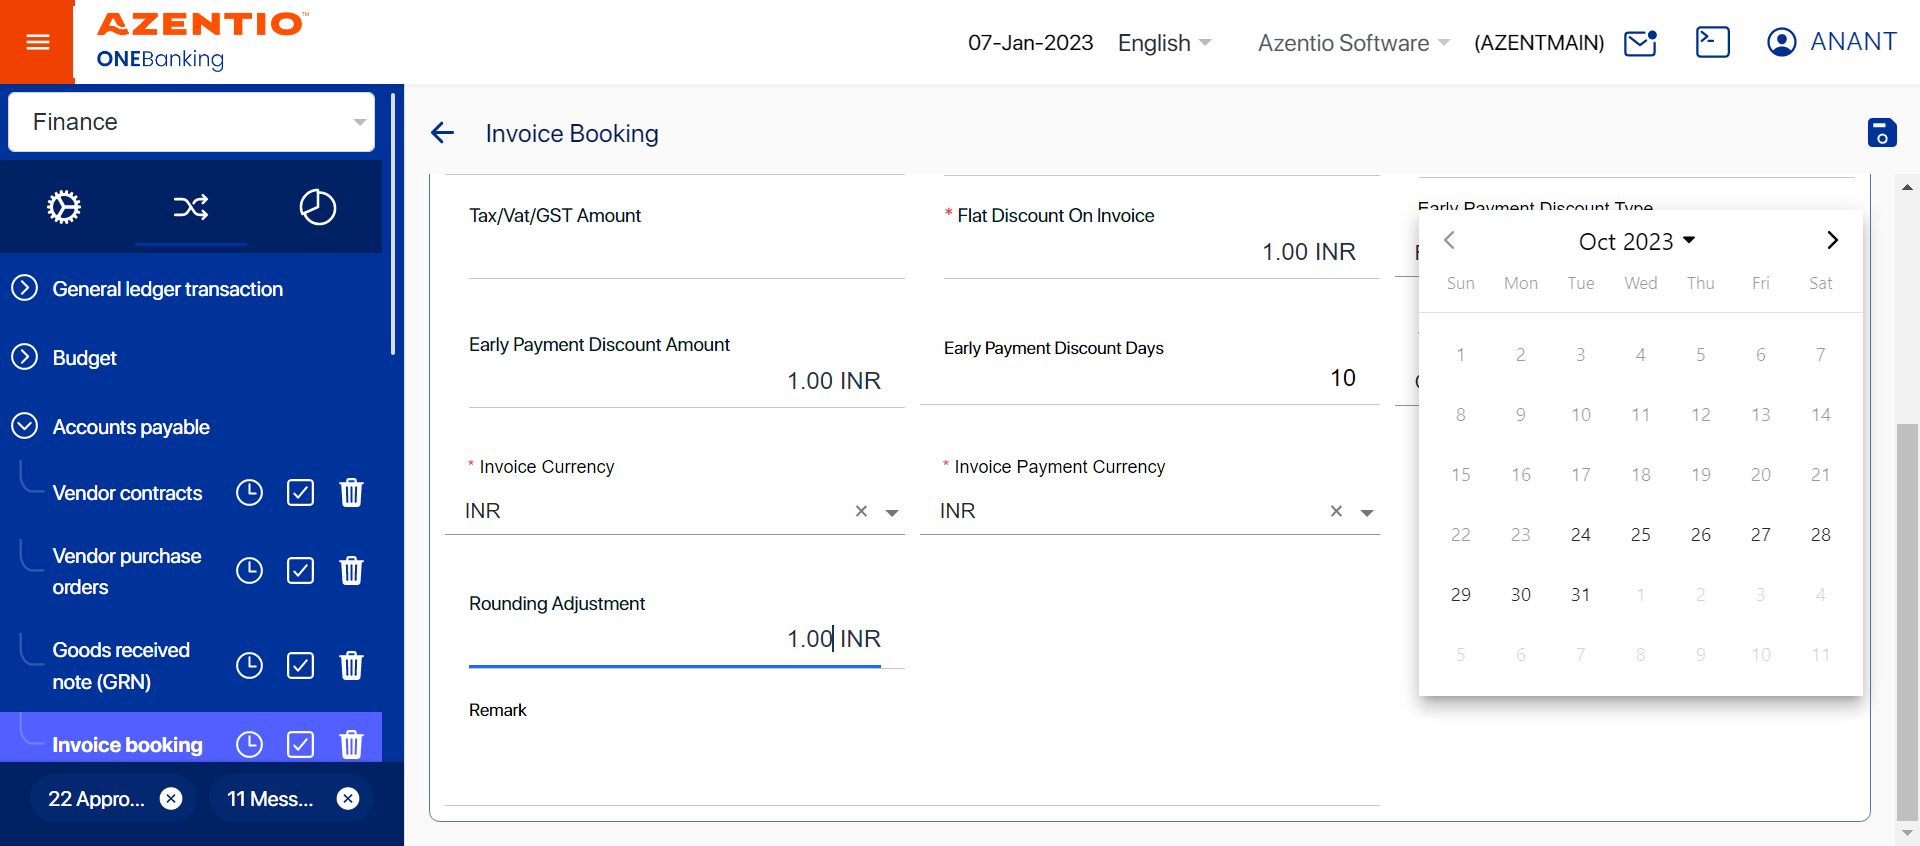 AZENTIO™
ONEBanking
07-Jan-2023
English
Azentio Software
(AZENTMAIN)
ANANT
Finance
General ledger transaction
Budget
Accounts payable
Vendor contracts
Vendor purchase
orders
Goods received
note (GRN)
Invoice booking
22 Appro...
11 Mess...
Invoice Booking
Tax/Vat/GST Amount
* Flat Discount On Invoice
1.00 INR
Early Payment Discount Type
Early Payment Discount Amount
1.00 INR
Early Payment Discount Days
10
* Invoice Currency
INR
* Invoice Payment Currency
INR
Rounding Adjustment
1.00 INR
Remark
Oct 2023
Sun Mon Tue Wed Thu Fri Sat
1 2 3 4 5 6 7
8 9 10 11 12 13 14
15 16 17 18 19 20 21
22 23 24 25 26 27 28
29 30 31 1 2 3 4
5 6 7 8 9 10 11